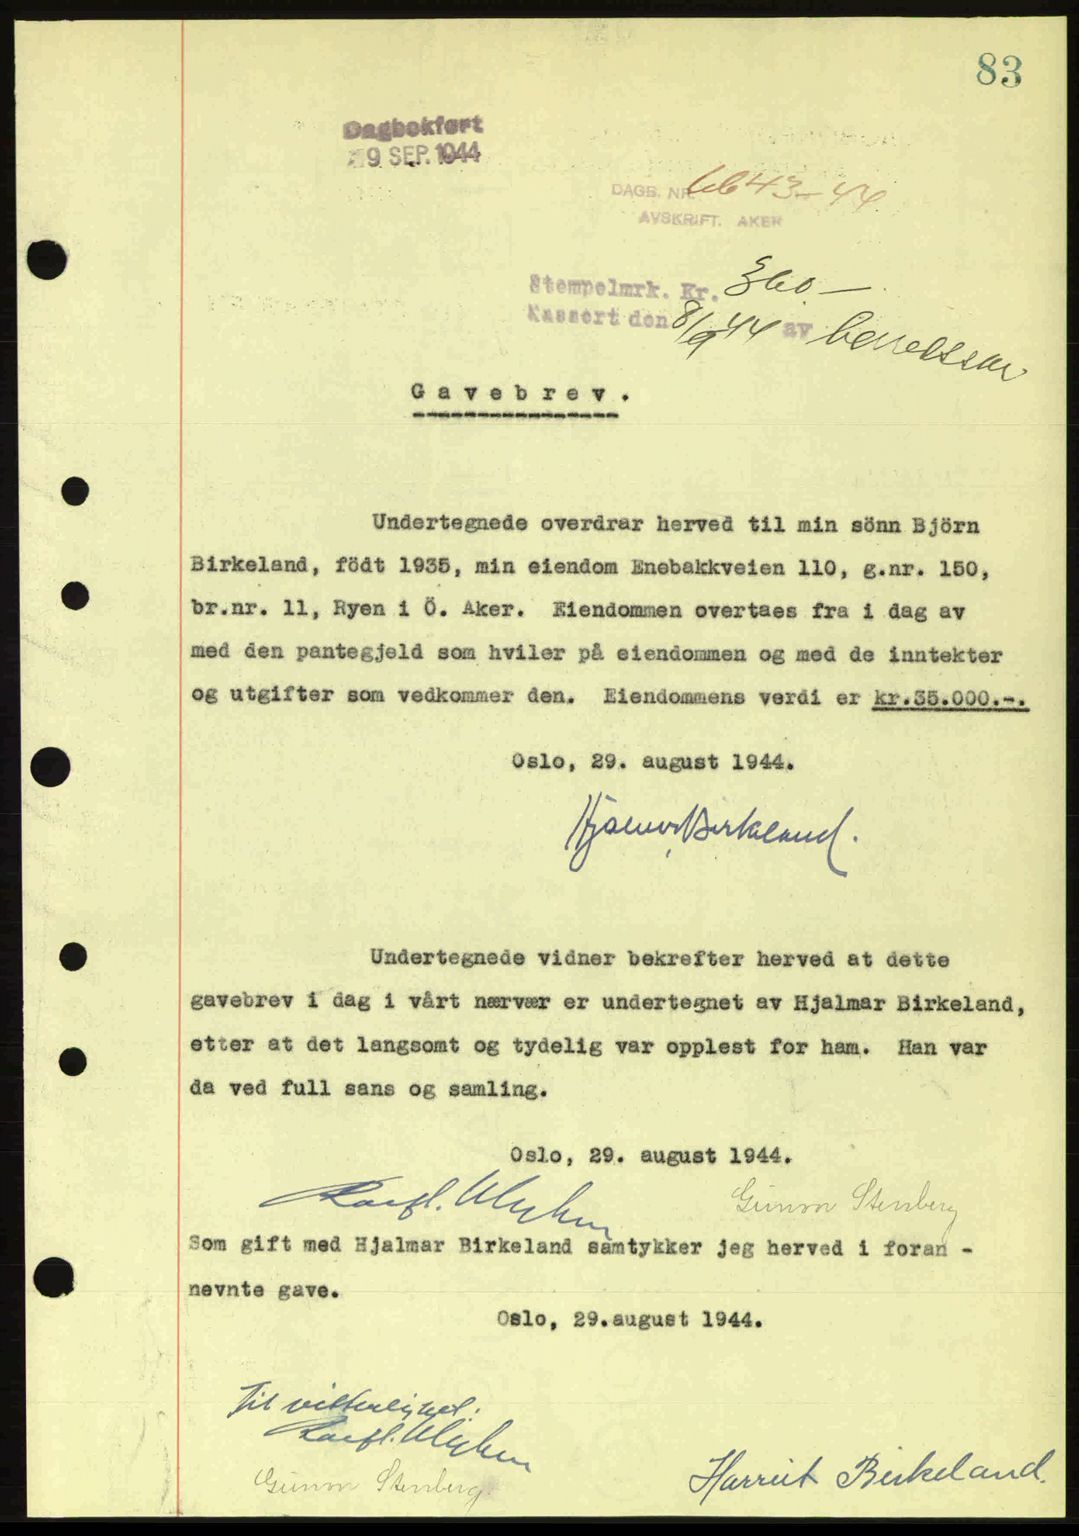 83
Dagbokført
9 SEP. 1944
DAGB. NR. 6643-44
AVSKRIFT. AKER
Stempelmrk. Kr. 360.—
Kassert den 8/9 44 av
Gavebrev.
Undertegnede overdrar herved til min sönn Björn
Birkeland, födt 1935, min eiendom Enebakkveien 110, g.nr. 150,
br.nr. 11, Ryen i Ö. Aker. Eiendommen overtaes fra i dag av
med den pantegjeld som hviler på eiendommen og med de inntekter
og utgifter som vedkommer den. Eiendommens verdi er kr.35.000.-.
Oslo, 29. august 1944.
Hjalmar Birkeland.
Undertegnede vidner bekrefter herved at dette
gavebrev i dag i vårt nærvær er undertegnet av Hjalmar Birkeland,
etter at det langsomt og tydelig var opplest for ham. Han var
da ved full sans og samling.
Oslo, 29. august 1944.
Gunvor Stenberg
Som gift med Hjalmar Birkeland samtykker jeg herved i foran -
nevnte gave.
Oslo, 29.august 1944.
Til vitterlighet:
Gunvor Stenberg
Harriet Birkeland.